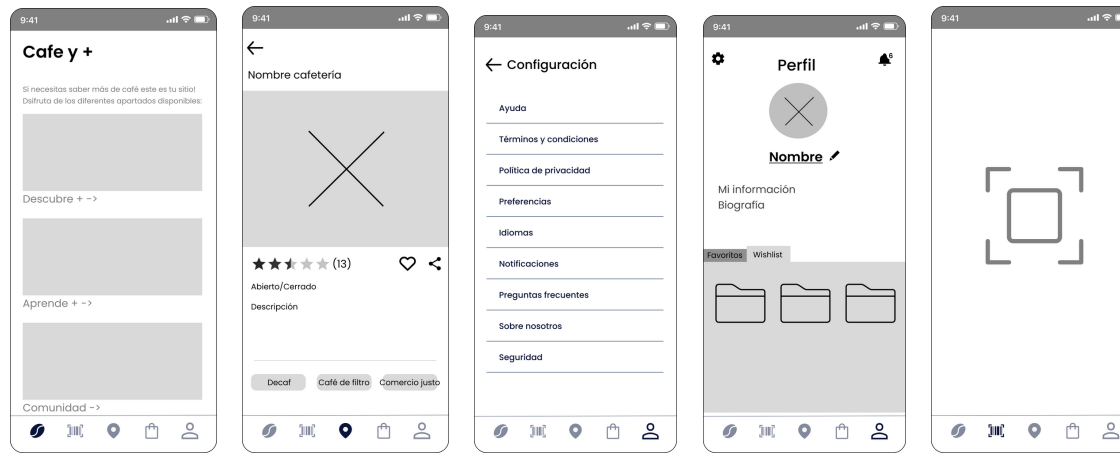 9:41
Cafe y +
Si necesitas saber más de café este es tu sitio!
Dsifruta de las diferentes apartados disponibles:
Descubre + ->
Aprende + ->
Comunidad ->
9:41
Nombre cafetería
(13)
Abierto/Cerrado
Descripción
Decaf
Café de filtro
Comercio justo
9:41
Configuración
Ayuda
Términos y condiciones
Política de privacidad
Preferencias
Idiomas
Notificaciones
Preguntas frecuentes
Sobre nosotros
Seguridad
9:41
6
Perfil
Nombre
Mi información
Biografía
Favoritos
Wishlist
9:41